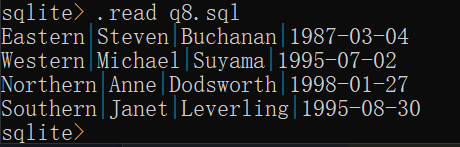 sqlite> .read q8.sql
Eastern|Steven|Buchanan|1987-03-04
Western|Michael|Suyama|1995-07-02
Northern|Anne|Dodsworth|1998-01-27
Southern|Janet|Leverling|1995-08-30
sqlite>